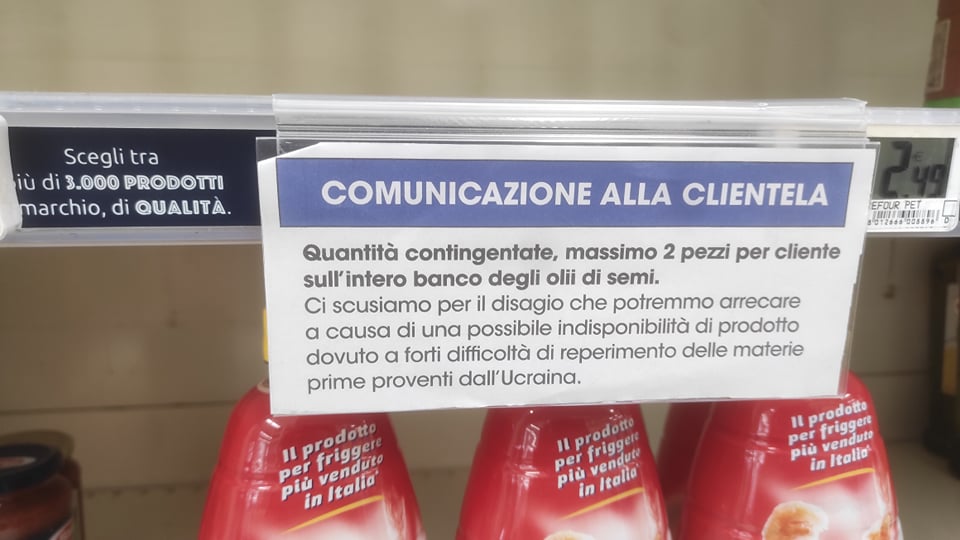 Scegli tra
iù di 3.000 PRODOTTI
marchio, di QUALITÀ.
COMUNICAZIONE ALLA CLIENTELA
Quantità contingentate, massimo 2 pezzi per cliente
sull'intero banco degli olii di semi.
Ci scusiamo per il disagio che potremmo arrecare
a causa di una possibile indisponibilità di prodotto
dovuto a forti difficoltà di reperimento delle materie
prime proventi dall'Ucraina.
2€49
REFOUR PET
8012666008896
Il prodotto
per friggere
più venduto
in Italia
Il prodotto
per friggere
più venduto
in Italia
Il prodotto
per friggere
più venduto
in Italia